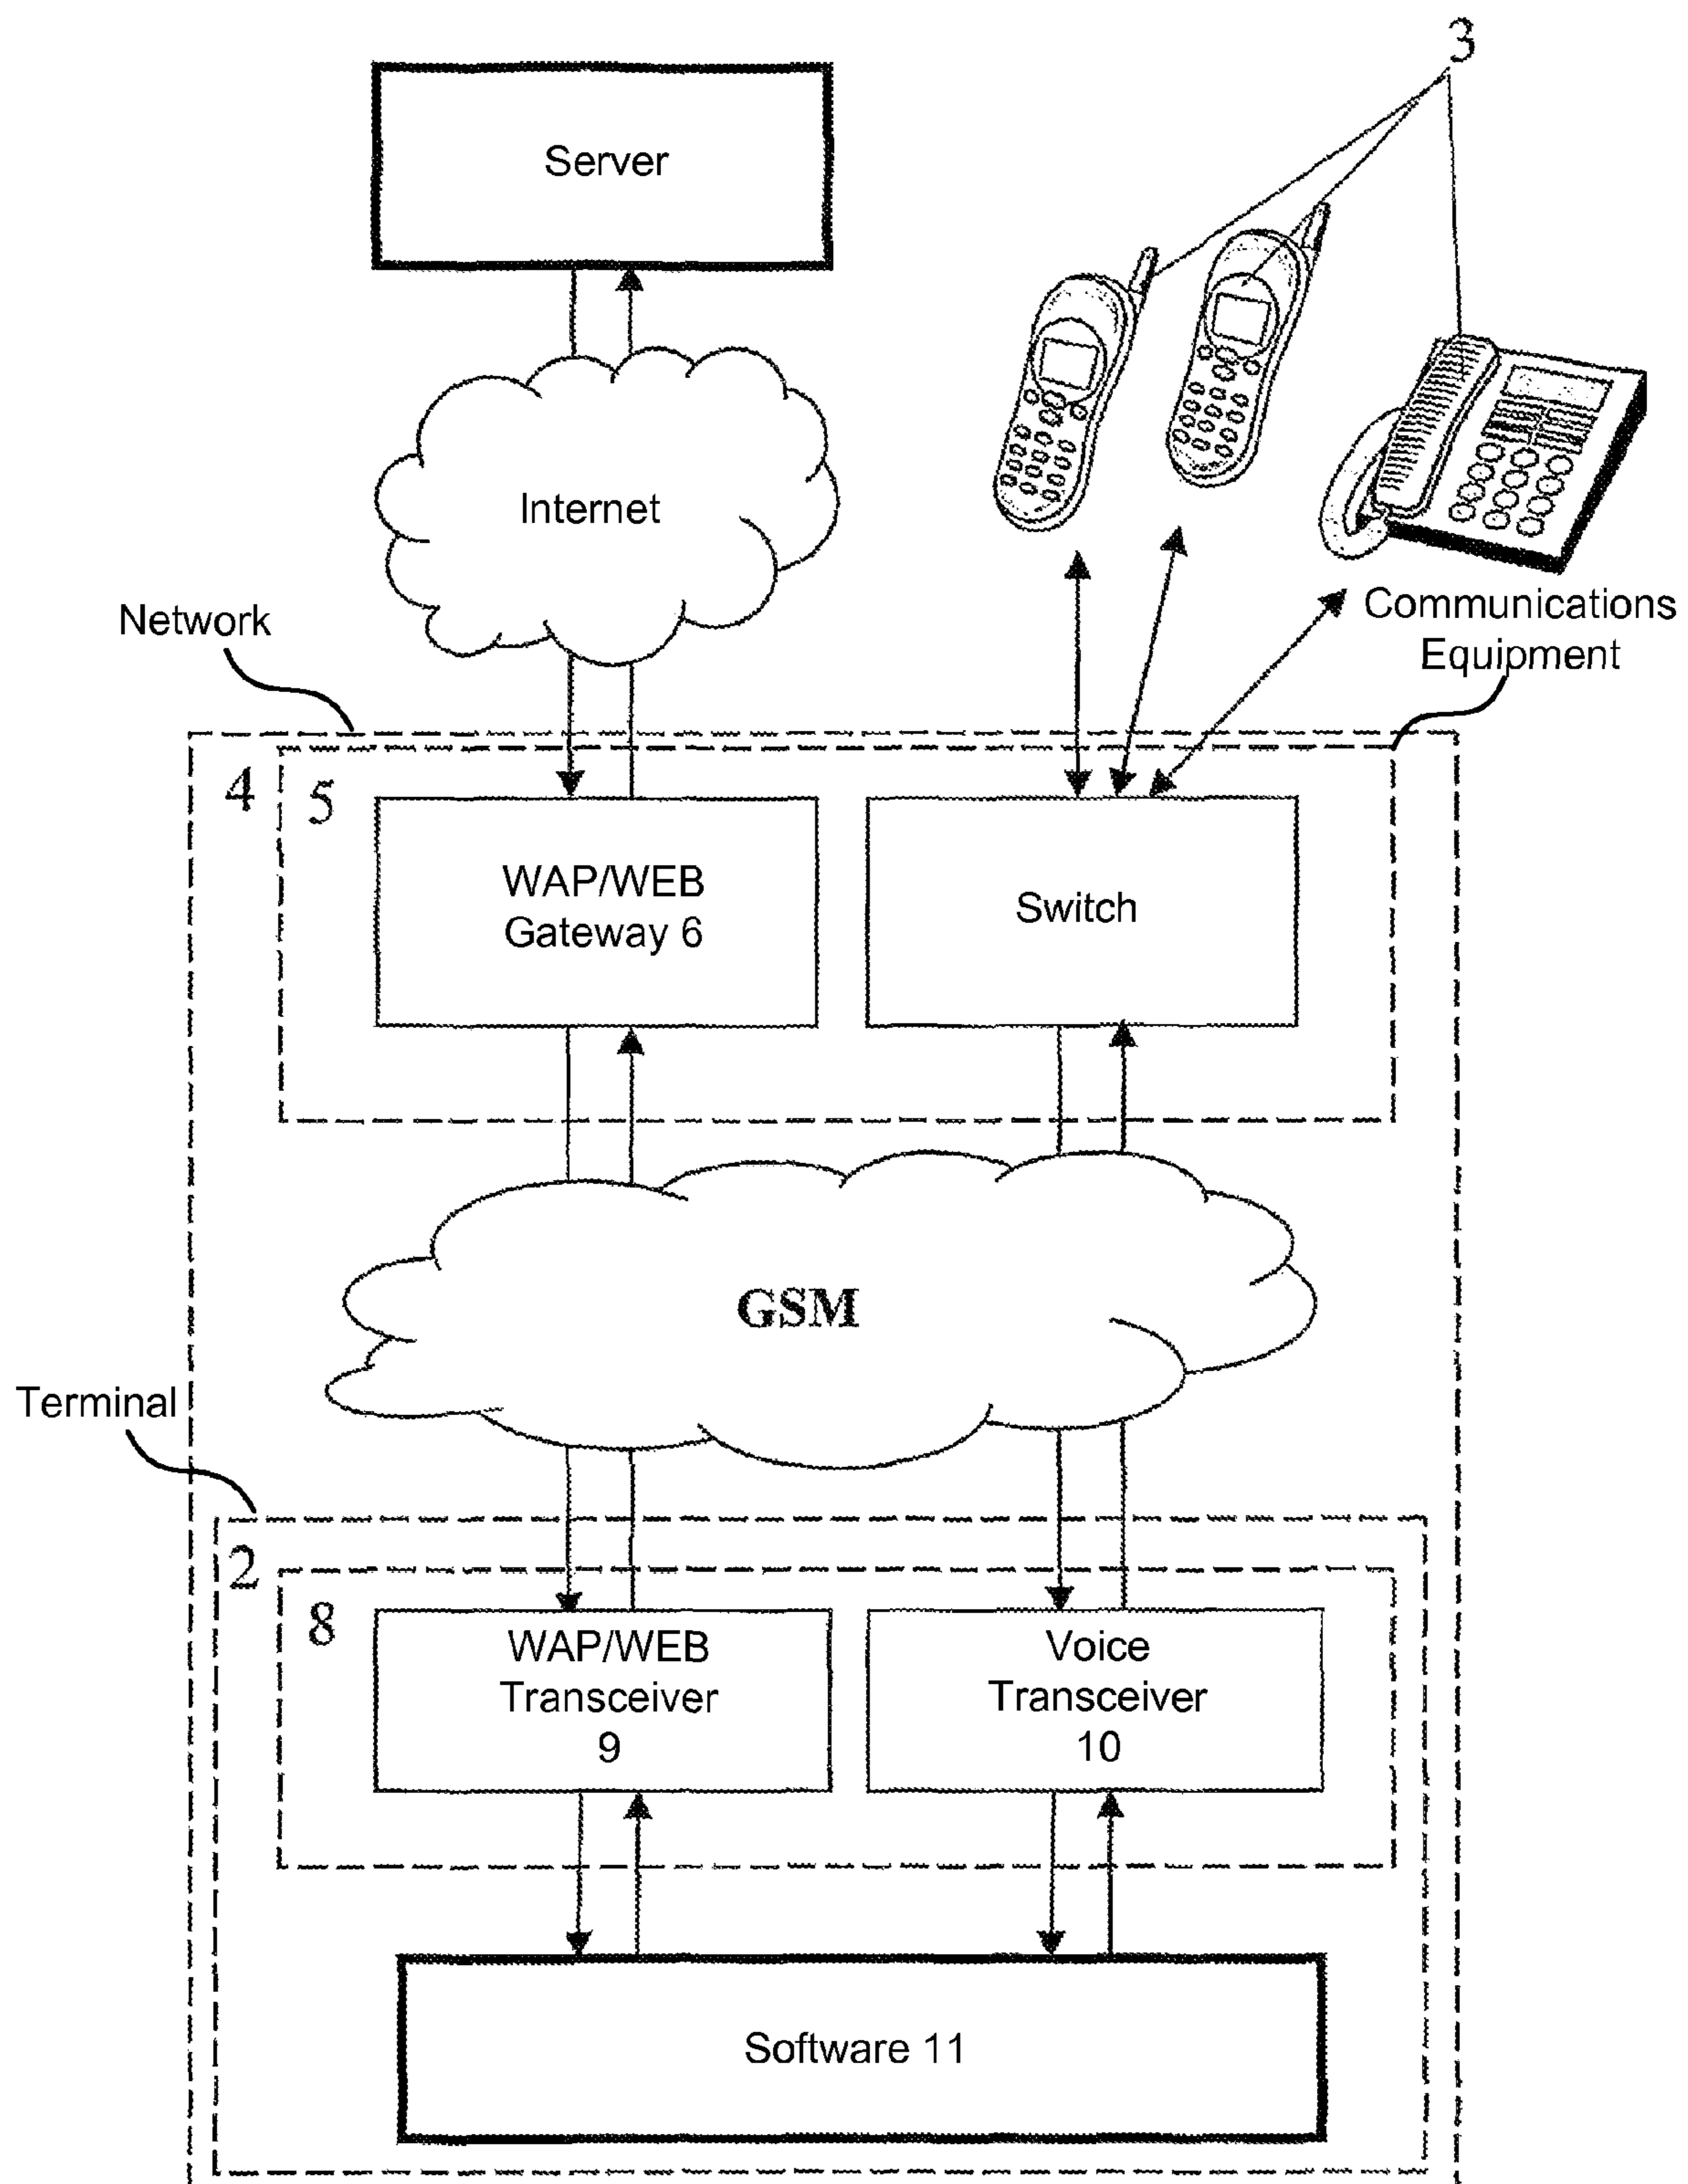 3
Server
Internet
Network
Communications
Equipment
4
5
WAP/WEB
Gateway 6
Switch
GSM
Terminal
2
8
WAP/WEB
Transceiver
9
Voice
Transceiver
10
Software 11